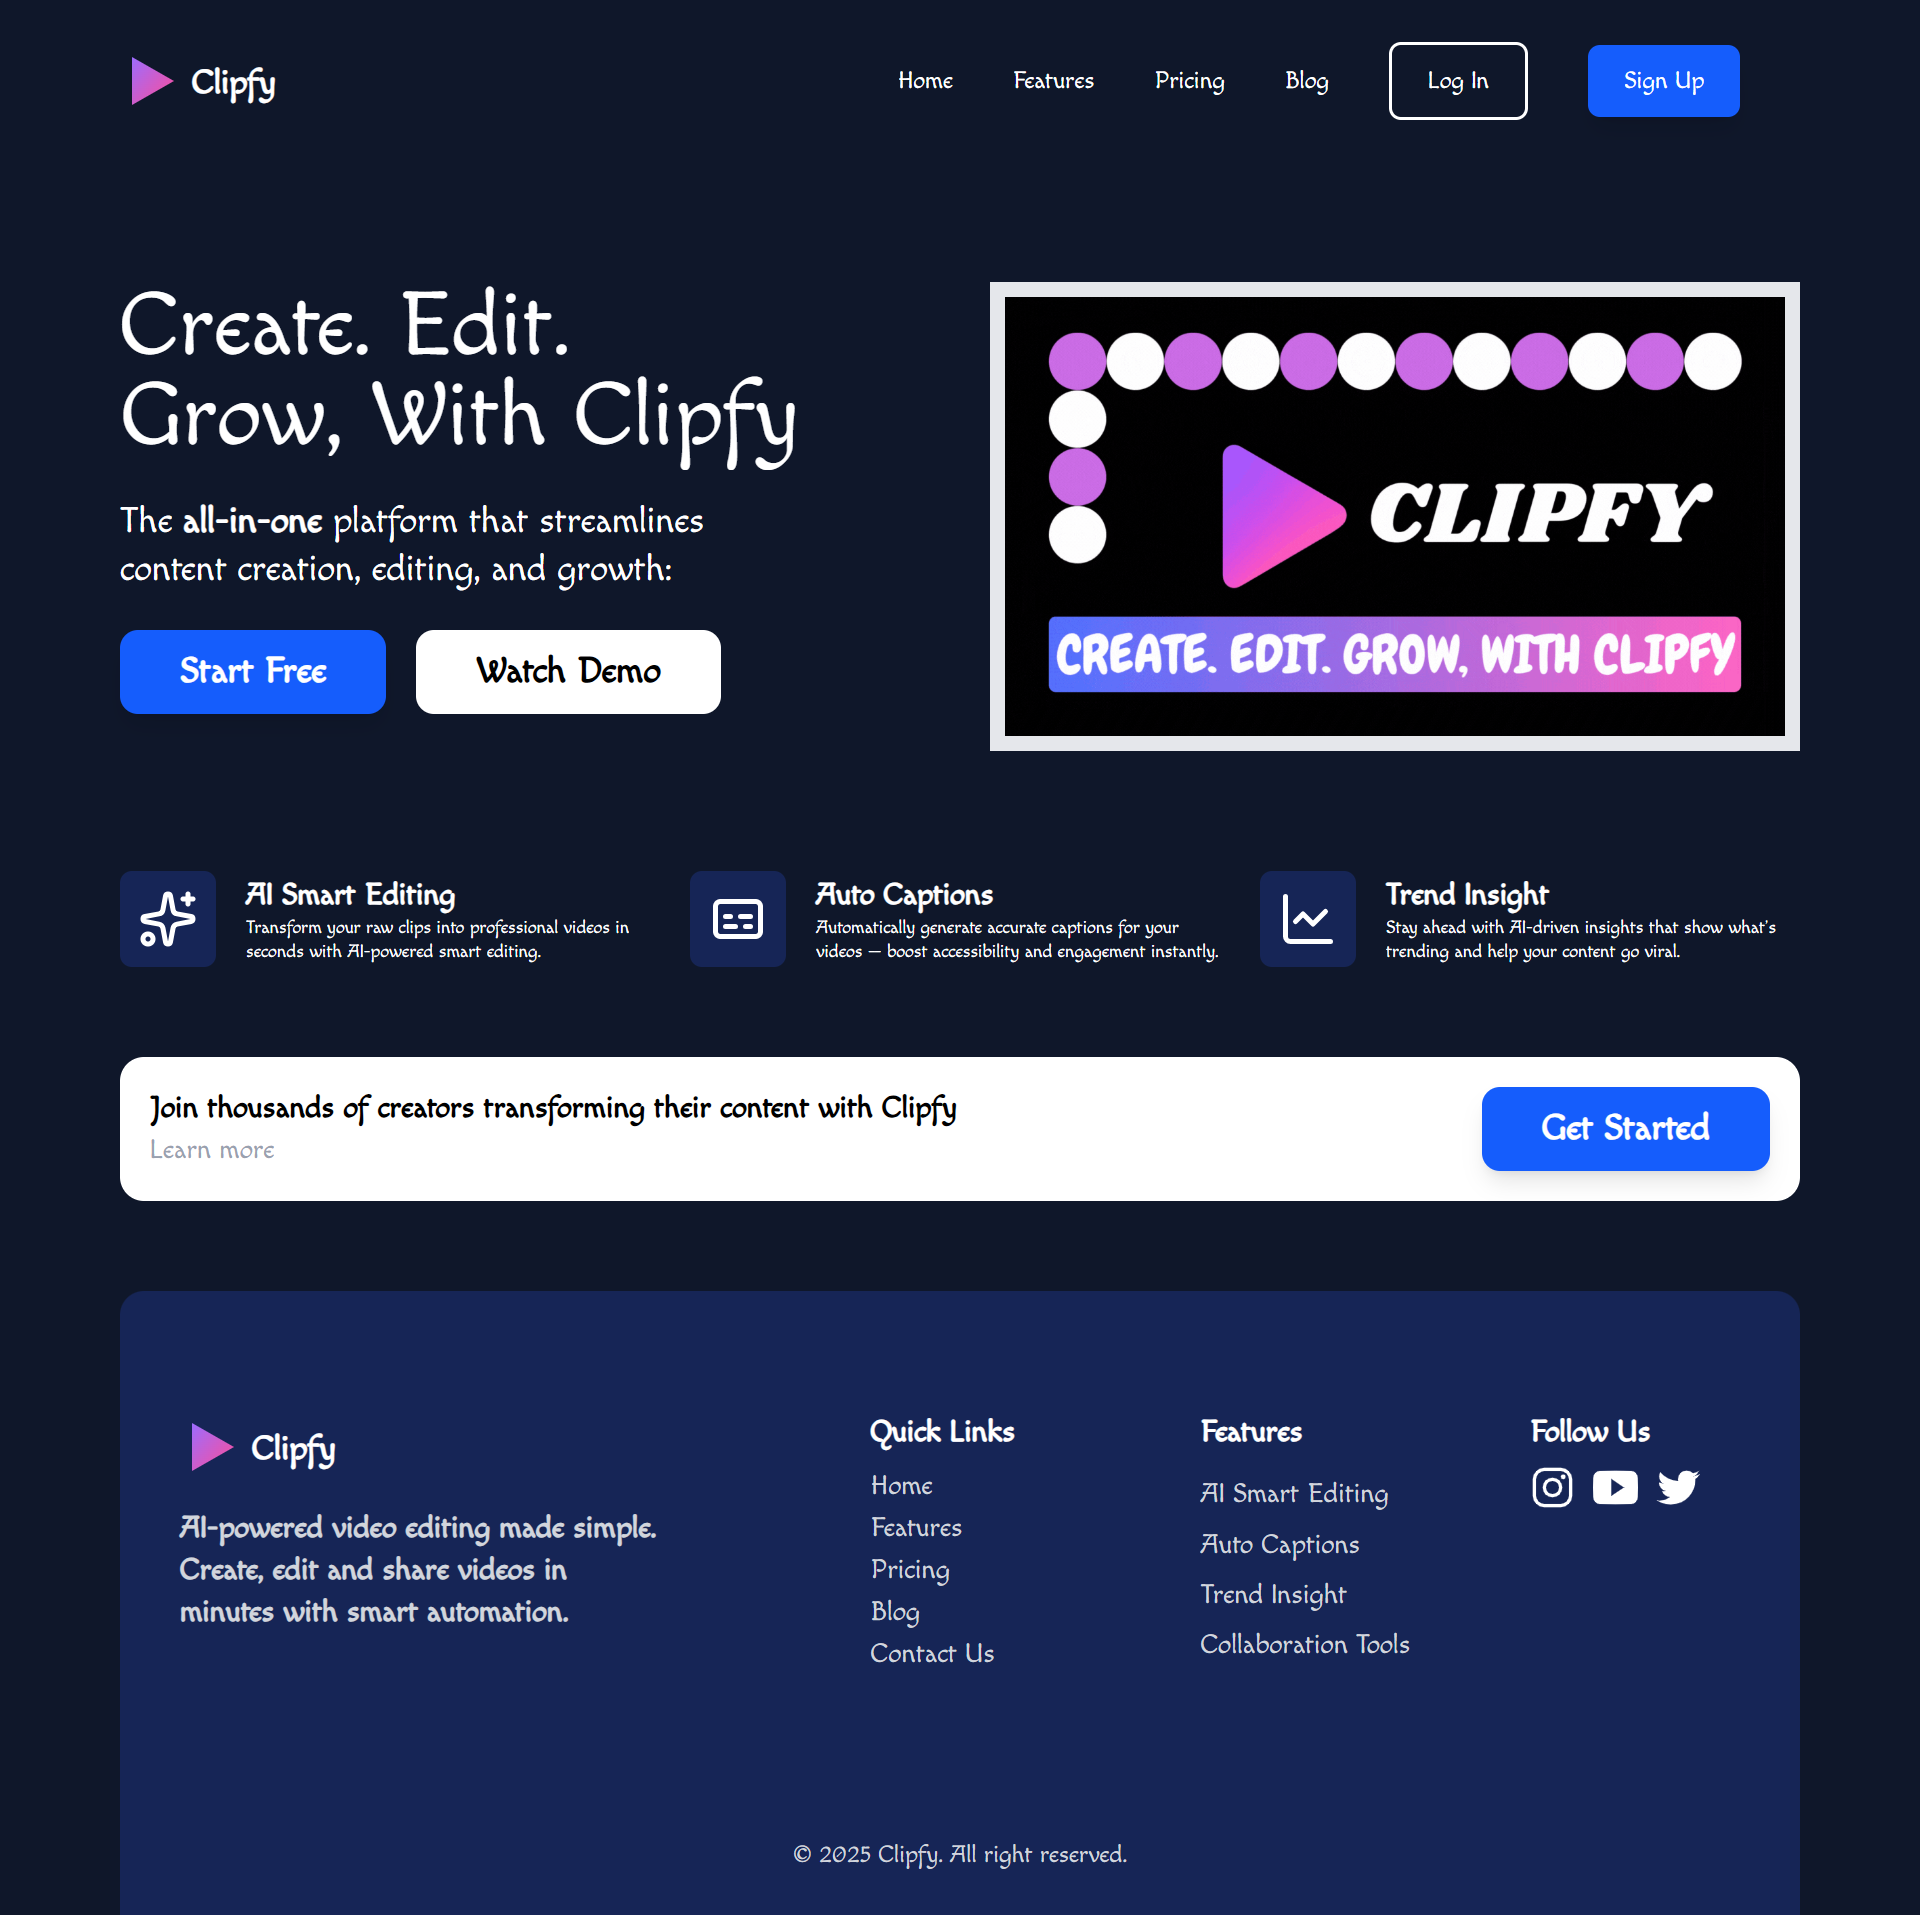 Clipfy
Home
Features
Pricing
Blog
Log In
Sign Up
Create. Edit.
Grow, With Clipfy
The all-in-one platform that streamlines
content creation, editing, and growth:
Start Free
Watch Demo
CLIPFY
CREATE. EDIT. GROW, WITH CLIPFY
AI Smart Editing
Transform your raw clips into professional videos in
seconds with AI-powered smart editing.
Auto Captions
Automatically generate accurate captions for your
videos — boost accessibility and engagement instantly.
Trend Insight
Stay ahead with AI-driven insights that show what's
trending and help your content go viral.
Join thousands of creators transforming their content with Clipfy
Learn more
Get Started
Clipfy
AI-powered video editing made simple.
Create, edit and share videos in
minutes with smart automation.
Quick Links
Home
Features
Pricing
Blog
Contact Us
Features
AI Smart Editing
Auto Captions
Trend Insight
Collaboration Tools
Follow Us
© 2025 Clipfy. All right reserved.